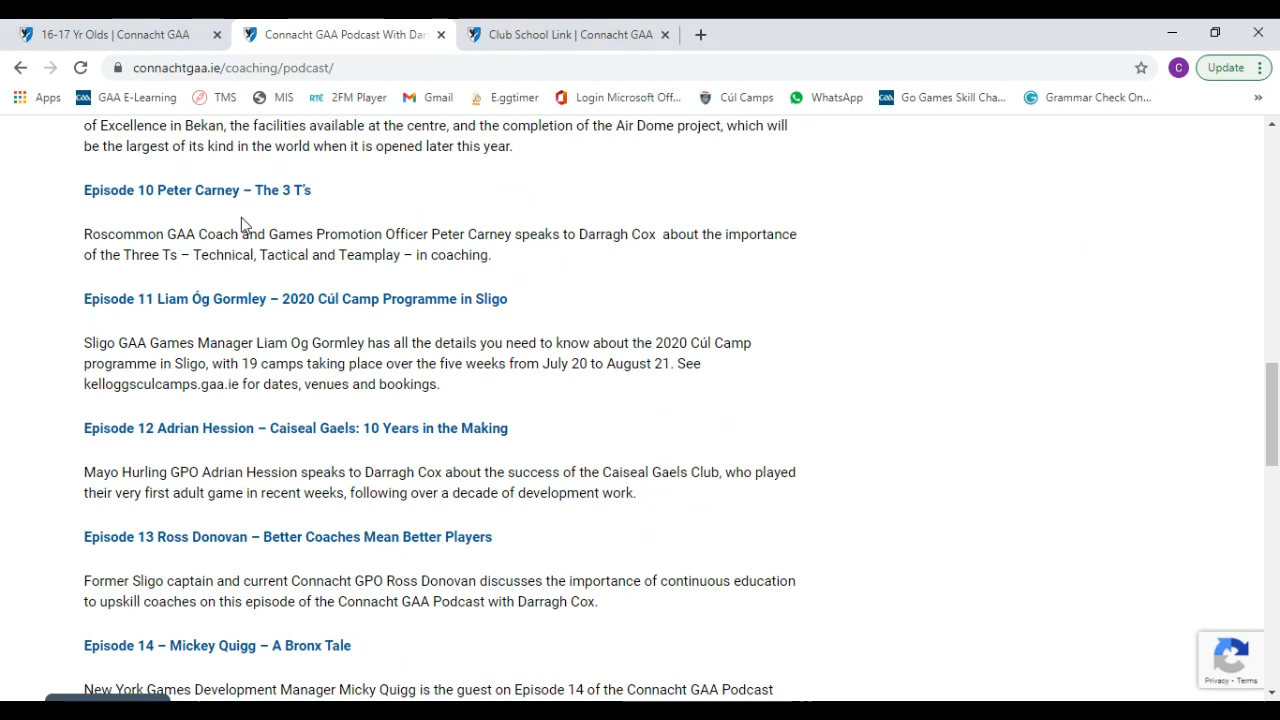 16-17 Yr Olds | Connacht GAA
Connacht GAA Podcast With Dar
Club School Link | Connacht GAA
connachtgaa.ie/coaching/podcast/
C
Update
Apps
GAA E-Learning
TMS
MIS
RTÉ 2FM Player
Gmail
Eggtimer
Login Microsoft Off...
Cúl Camps
WhatsApp
GAA Go Games Skill Cha...
Grammar Check On...
»
of Excellence in Bekan, the facilities available at the centre, and the completion of the Air Dome project, which will
be the largest of its kind in the world when it is opened later this year.
Episode 10 Peter Carney – The 3 T's
Roscommon GAA Coach and Games Promotion Officer Peter Carney speaks to Darragh Cox about the importance
of the Three Ts – Technical, Tactical and Teamplay – in coaching.
Episode 11 Liam Óg Gormley – 2020 Cúl Camp Programme in Sligo
Sligo GAA Games Manager Liam Og Gormley has all the details you need to know about the 2020 Cúl Camp
programme in Sligo, with 19 camps taking place over the five weeks from July 20 to August 21. See
kelloggsculcamps.gaa.ie for dates, venues and bookings.
Episode 12 Adrian Hession – Caiseal Gaels: 10 Years in the Making
Mayo Hurling GPO Adrian Hession speaks to Darragh Cox about the success of the Caiseal Gaels Club, who played
their very first adult game in recent weeks, following over a decade of development work.
Episode 13 Ross Donovan – Better Coaches Mean Better Players
Former Sligo captain and current Connacht GPO Ross Donovan discusses the importance of continuous education
to upskill coaches on this episode of the Connacht GAA Podcast with Darragh Cox.
Episode 14 – Mickey Quigg – A Bronx Tale
New York Games Development Manager Micky Quigg is the guest on Episode 14 of the Connacht GAA Podcast
Privacy - Terms